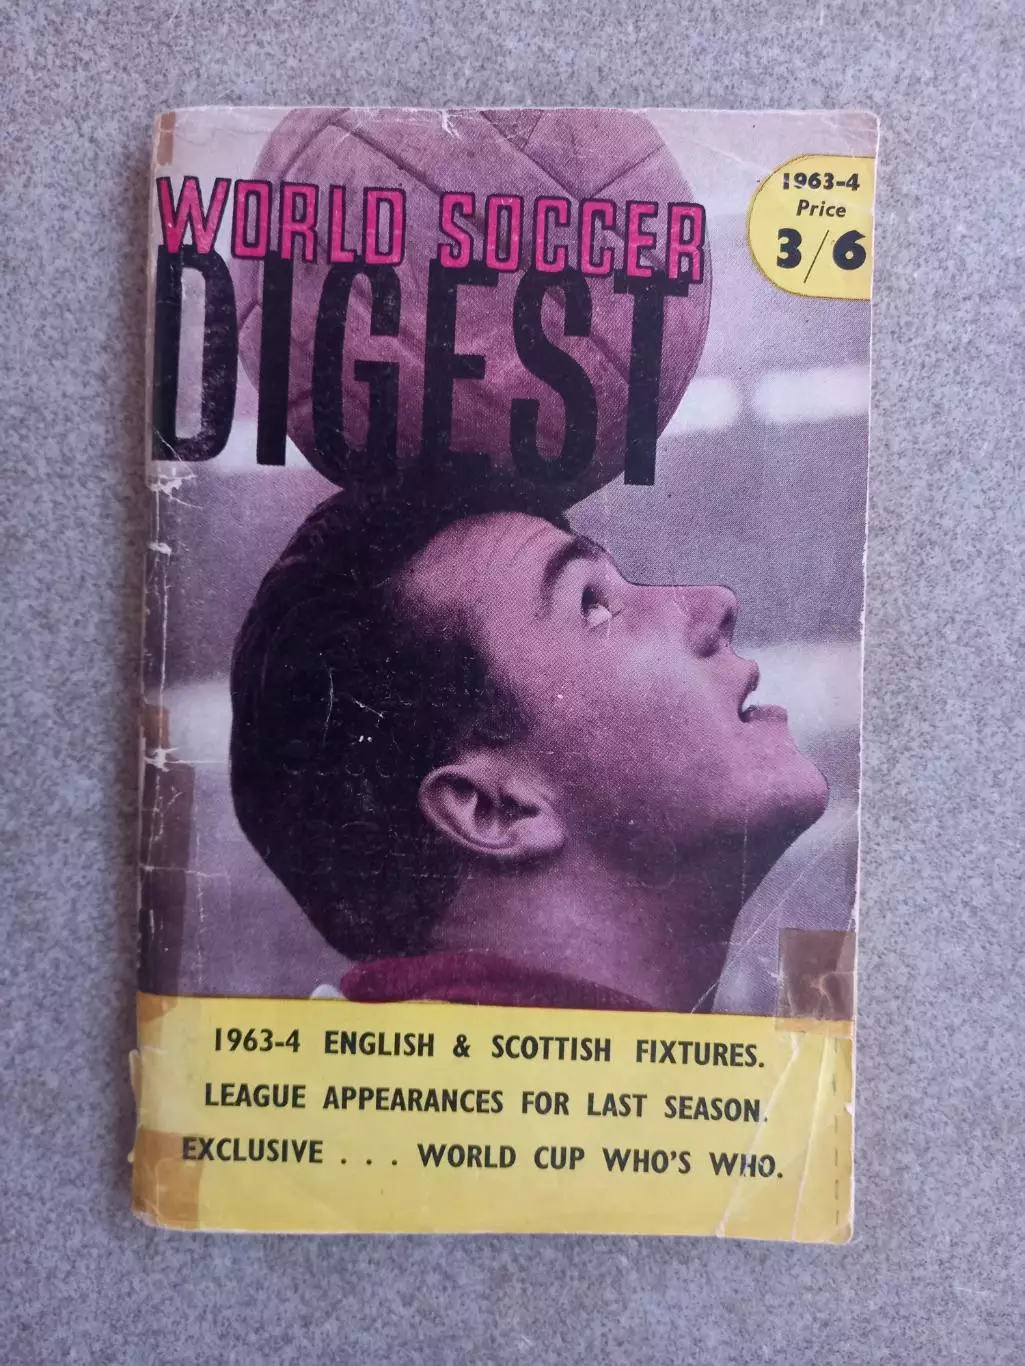 WORLD SOCCER
DIGEST
1963-4
Price
3/6
1963-4 ENGLISH & SCOTTISH FIXTURES.
LEAGUE APPEARANCES FOR LAST SEASON.
EXCLUSIVE . . . WORLD CUP WHO'S WHO.